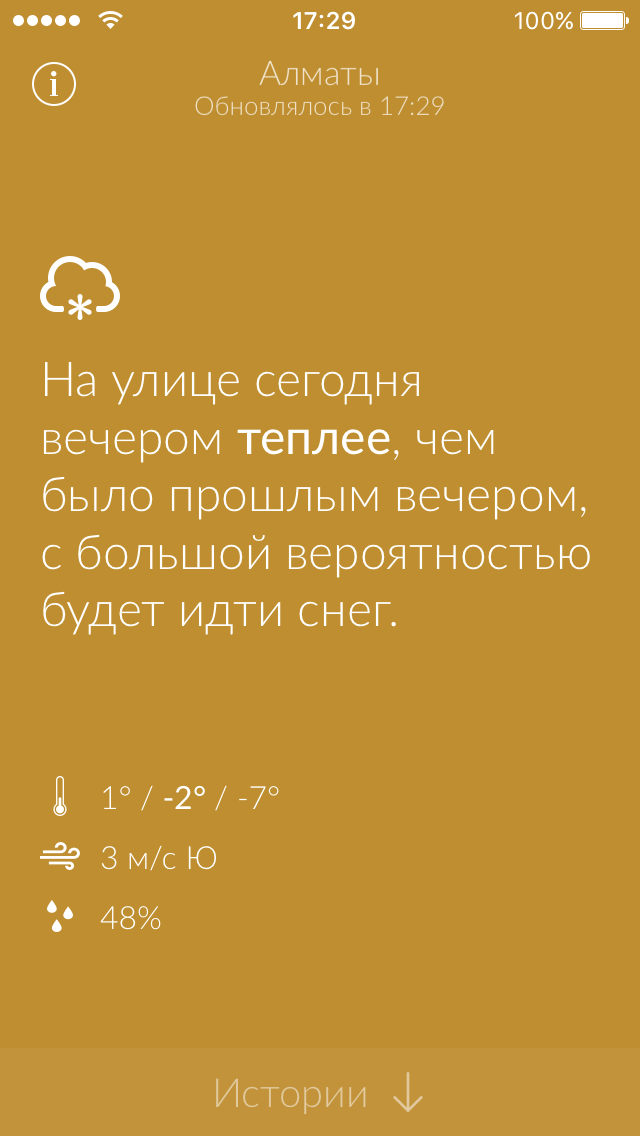 17:29
100%
i
Алматы
Обновлялось в 17:29
На улице сегодня
вечером теплее, чем
было прошлым вечером,
с большой вероятностью
будет идти снег.
1° / -2° / -7°
3 м/с Ю
48%
Истории